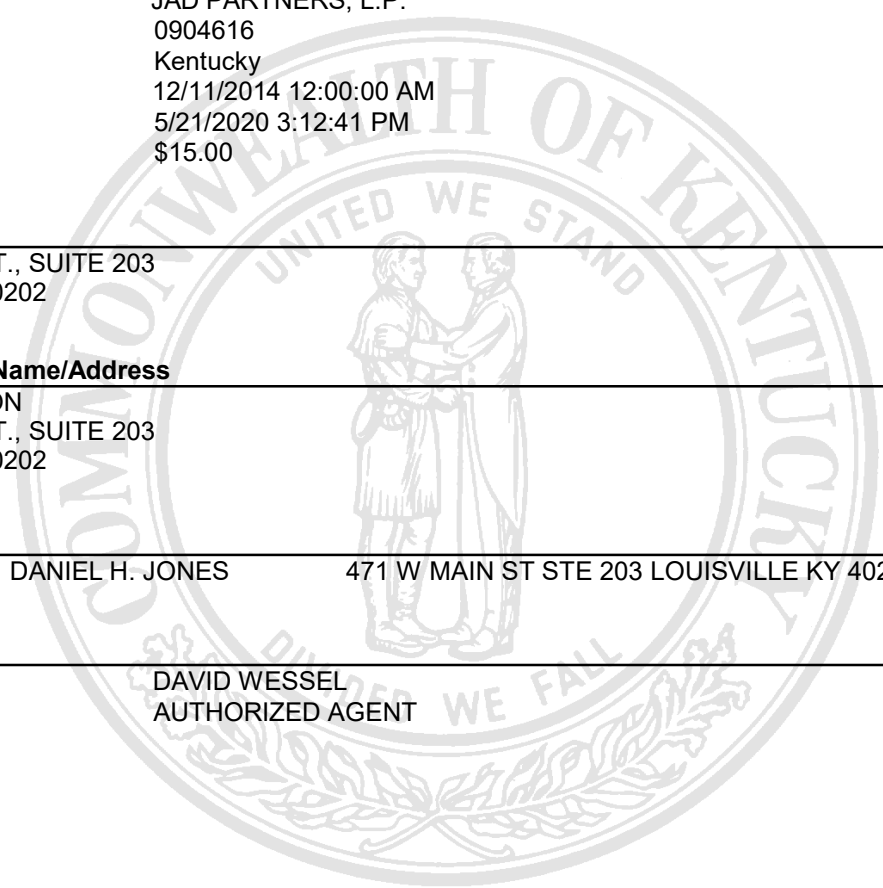 JAD PARTNERS, L.P.
0904616
Kentucky
12/11/2014 12:00:00 AM
5/21/2020 3:12:41 PM
$15.00
COMMONWEALTH OF KENTUCKY
UNITED WE STAND
T., SUITE 203
0202
Name/Address
ON
T., SUITE 203
0202
DANIEL H. JONES 471 W MAIN ST STE 203 LOUISVILLE KY 402
DIVIDED WE FALL
DAVID WESSEL
AUTHORIZED AGENT